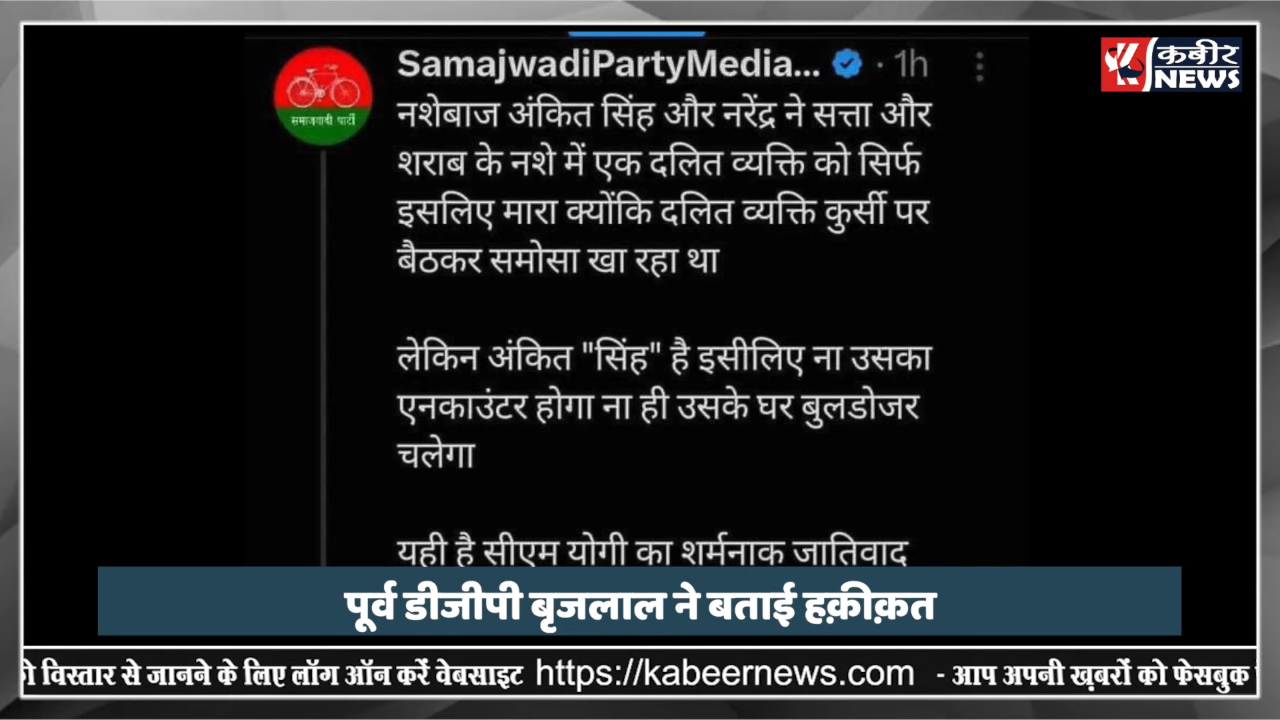 SamajwadiPartyMedia... · 1h
समाजवादी पार्टी
कबीर
NEWS
नशेबाज अंकित सिंह और नरेंद्र ने सत्ता और
शराब के नशे में एक दलित व्यक्ति को सिर्फ
इसलिए मारा क्योंकि दलित व्यक्ति कुर्सी पर
बैठकर समोसा खा रहा था
लेकिन अंकित "सिंह" है इसीलिए ना उसका
एनकाउंटर होगा ना ही उसके घर बुलडोजर
चलेगा
यही है सीएम योगी का शर्मनाक जातिवाद
पूर्व डीजीपी बृजलाल ने बताई हक़ीक़त
विस्तार से जानने के लिए लॉग ऑन करें वेबसाइट https://kabeernews.com - आप अपनी ख़बरों को फेसबुक